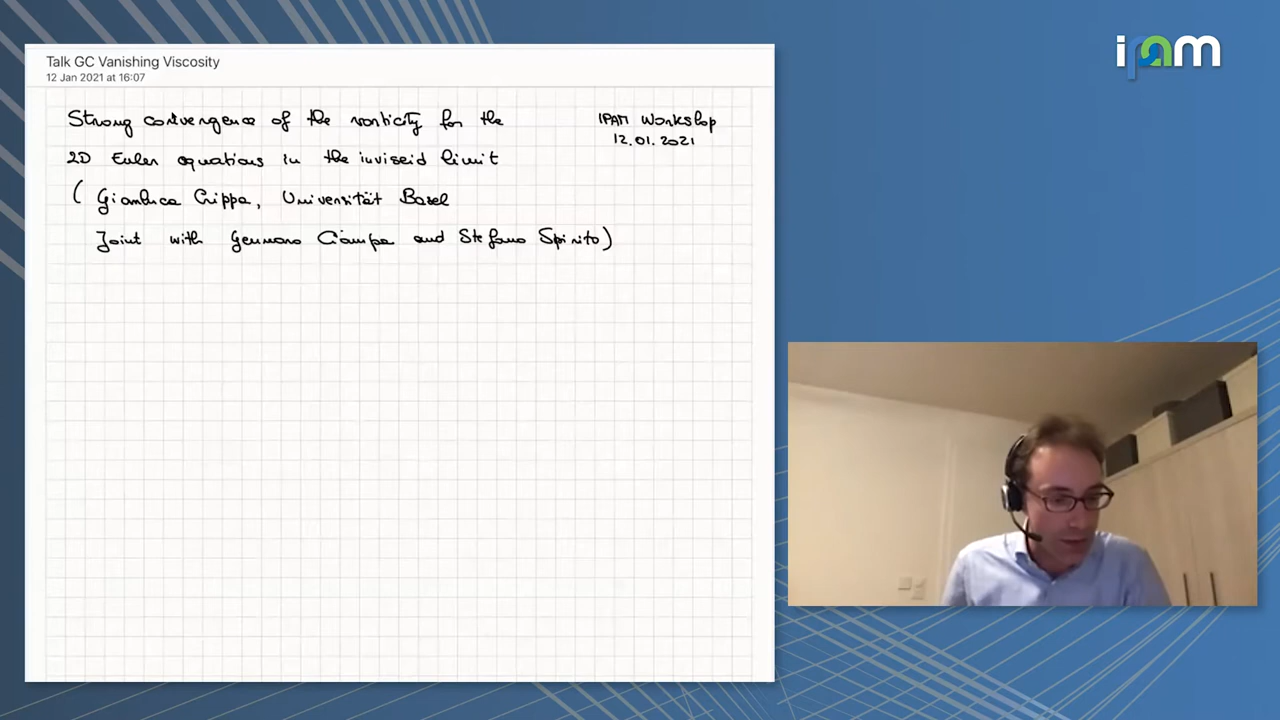 ipam
Talk GC Vanishing Viscosity
12 Jan 2021 at 16:07
Strong convergence of the vorticity for the
2D Euler equations in the inviscid limit
(Gianluca Crippa, Universität Basel
Joint with Gennaro Ciampa and Stefano Spirito)
IPAM Workshop
12.01.2021